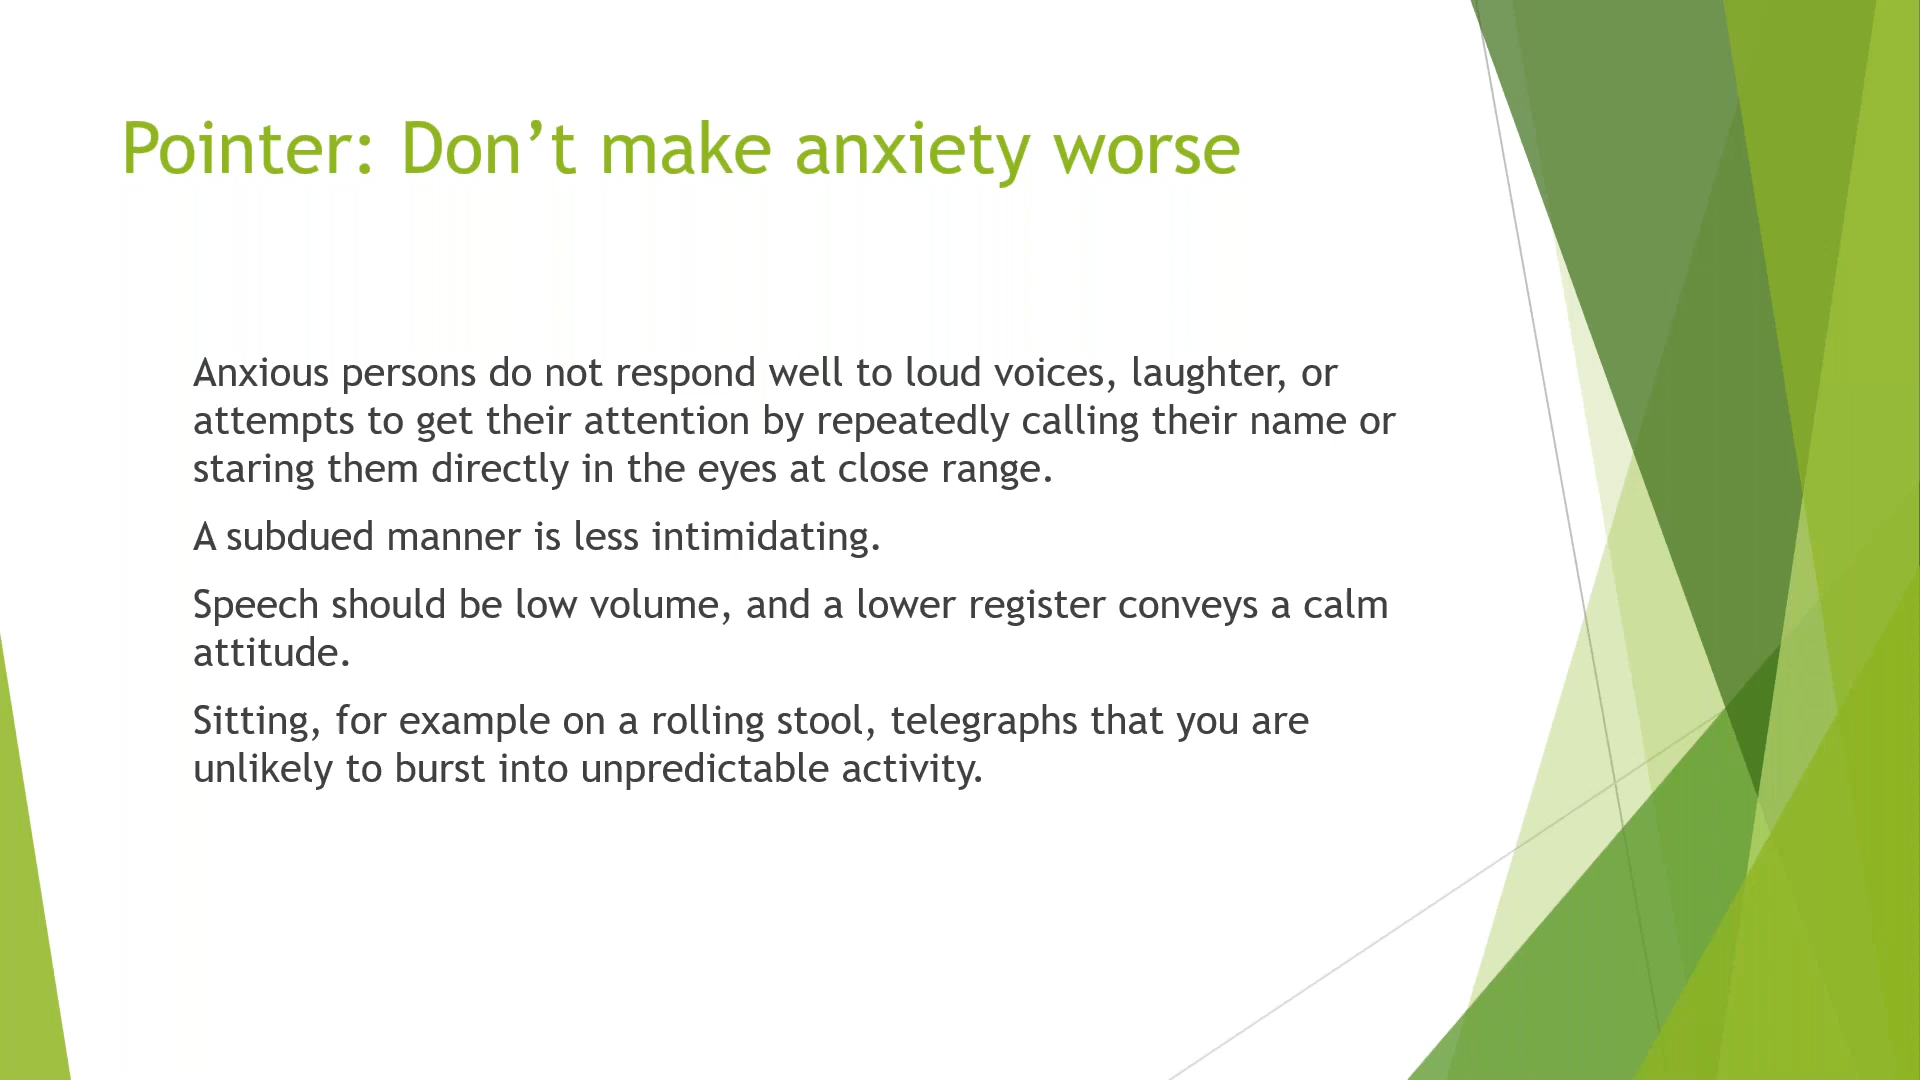 Pointer: Don’t make anxiety worse
Anxious persons do not respond well to loud voices, laughter, or
attempts to get their attention by repeatedly calling their name or
staring them directly in the eyes at close range.
A subdued manner is less intimidating.
Speech should be low volume, and a lower register conveys a calm
attitude.
Sitting, for example on a rolling stool, telegraphs that you are
unlikely to burst into unpredictable activity.